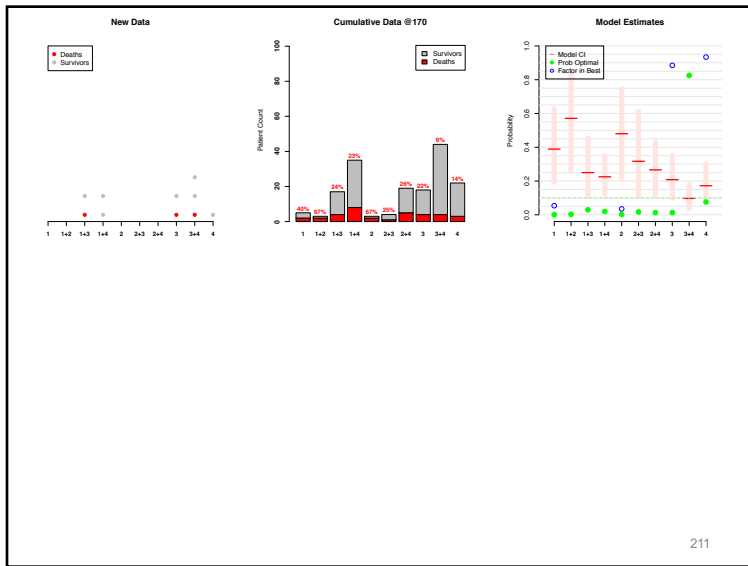 New Data
Deaths
Survivors
1 1+2 1+3 1+4 2 2+3 2+4 3 3+4 4
Cumulative Data @170
Survivors
Deaths
Patient Count
0 20 40 60 80 100
40% 67% 24% 23% 67% 25% 26% 22% 9% 14%
1 1+2 1+3 1+4 2 2+3 2+4 3 3+4 4
Model Estimates
Model CI
Prob Optimal
Factor in Best
Probability
0.0 0.2 0.4 0.6 0.8 1.0
1 1+2 1+3 1+4 2 2+3 2+4 3 3+4 4
211